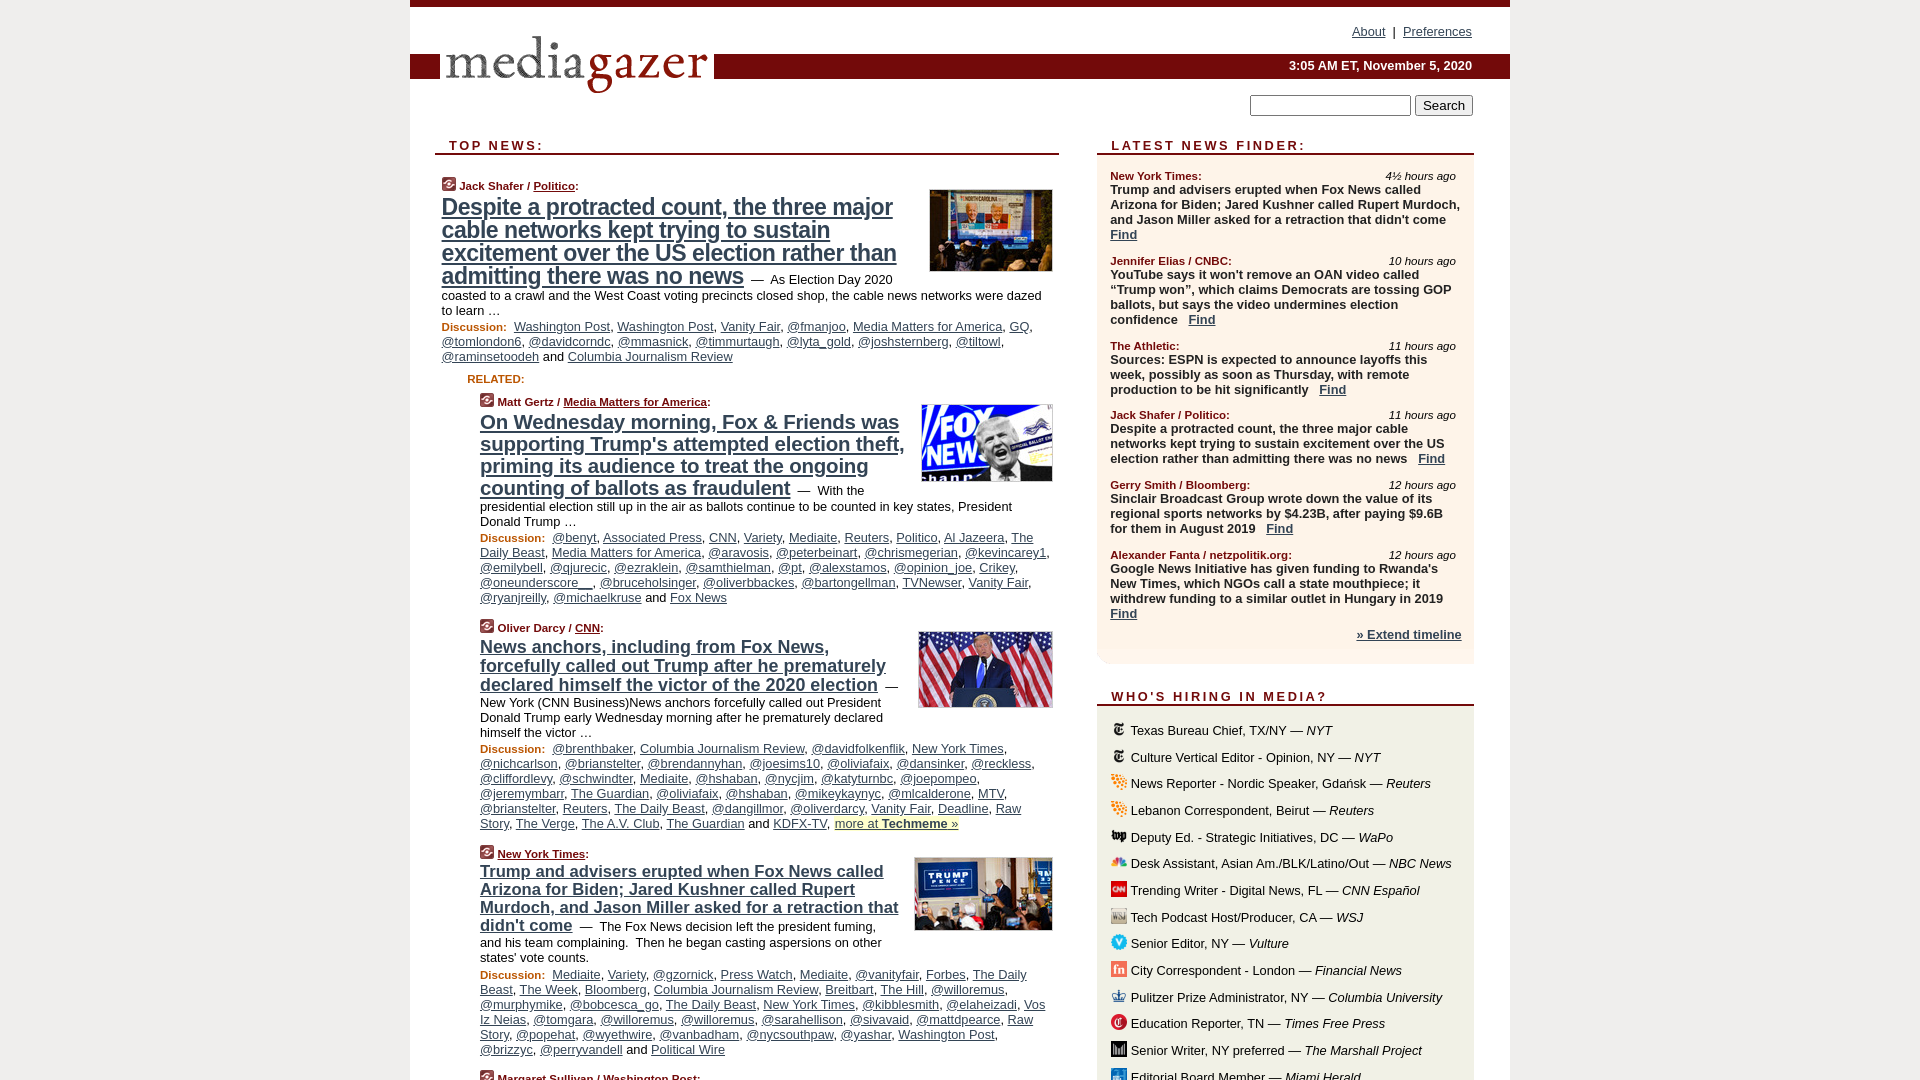 About | Preferences
mediagazer
3:05 AM ET, November 5, 2020
Search
TOP NEWS:
Jack Shafer / Politico:
Despite a protracted count, the three major
cable networks kept trying to sustain
excitement over the US election rather than
admitting there was no news — As Election Day 2020
coasted to a crawl and the West Coast voting precincts closed shop, the cable news networks were dazed
to learn …
Discussion: Washington Post, Washington Post, Vanity Fair, @fmanjoo, Media Matters for America, GQ,
@tomlondon6, @davidcorndc, @mmasnick, @timmurtaugh, @lyta_gold, @joshsternberg, @tiltowl,
@raminsetoodeh and Columbia Journalism Review
RELATED:
Matt Gertz / Media Matters for America:
On Wednesday morning, Fox & Friends was
supporting Trump's attempted election theft,
priming its audience to treat the ongoing
counting of ballots as fraudulent — With the
presidential election still up in the air as ballots continue to be counted in key states, President
Donald Trump …
Discussion: @benyt, Associated Press, CNN, Variety, Mediaite, Reuters, Politico, Al Jazeera, The
Daily Beast, Media Matters for America, @aravosis, @peterbeinart, @chrismegerian, @kevincarey1,
@emilybell, @qjurecic, @ezraklein, @samthielman, @pt, @alexstamos, @opinion_joe, Crikey,
@oneunderscore__, @bruceholsinger, @oliverbbackes, @bartongellman, TVNewser, Vanity Fair,
@ryanjreilly, @michaelkruse and Fox News
Oliver Darcy / CNN:
News anchors, including from Fox News,
forcefully called out Trump after he prematurely
declared himself the victor of the 2020 election —
New York (CNN Business)News anchors forcefully called out President
Donald Trump early Wednesday morning after he prematurely declared
himself the victor …
Discussion: @brenthbaker, Columbia Journalism Review, @davidfolkenflik, New York Times,
@nichcarlson, @brianstelter, @brendannyhan, @joesims10, @oliviafaix, @dansinker, @reckless,
@cliffordlevy, @schwindter, Mediaite, @hshaban, @nycjim, @katyturnbc, @joepompeo,
@jeremymbarr, The Guardian, @oliviafaix, @hshaban, @mikeykaynyc, @mlcalderone, MTV,
@brianstelter, Reuters, The Daily Beast, @dangillmor, @oliverdarcy, Vanity Fair, Deadline, Raw
Story, The Verge, The A.V. Club, The Guardian and KDFX-TV, more at Techmeme »
New York Times:
Trump and advisers erupted when Fox News called
Arizona for Biden; Jared Kushner called Rupert
Murdoch, and Jason Miller asked for a retraction that
didn't come — The Fox News decision left the president fuming,
and his team complaining. Then he began casting aspersions on other
states' vote counts.
Discussion: Mediaite, Variety, @gzornick, Press Watch, Mediaite, @vanityfair, Forbes, The Daily
Beast, The Week, Bloomberg, Columbia Journalism Review, Breitbart, The Hill, @willoremus,
@murphymike, @bobcesca_go, The Daily Beast, New York Times, @kibblesmith, @elaheizadi, Vos
Iz Neias, @tomgara, @willoremus, @willoremus, @sarahellison, @sivavaid, @mattdpearce, Raw
Story, @popehat, @wyethwire, @vanbadham, @nycsouthpaw, @yashar, Washington Post,
@brizzyc, @perryvandell and Political Wire
Margaret Sullivan / Washington Post:
LATEST NEWS FINDER:
New York Times: 4½ hours ago
Trump and advisers erupted when Fox News called
Arizona for Biden; Jared Kushner called Rupert Murdoch,
and Jason Miller asked for a retraction that didn't come
Find
Jennifer Elias / CNBC: 10 hours ago
YouTube says it won't remove an OAN video called
“Trump won”, which claims Democrats are tossing GOP
ballots, but says the video undermines election
confidence Find
The Athletic: 11 hours ago
Sources: ESPN is expected to announce layoffs this
week, possibly as soon as Thursday, with remote
production to be hit significantly Find
Jack Shafer / Politico: 11 hours ago
Despite a protracted count, the three major cable
networks kept trying to sustain excitement over the US
election rather than admitting there was no news Find
Gerry Smith / Bloomberg: 12 hours ago
Sinclair Broadcast Group wrote down the value of its
regional sports networks by $4.23B, after paying $9.6B
for them in August 2019 Find
Alexander Fanta / netzpolitik.org: 12 hours ago
Google News Initiative has given funding to Rwanda's
New Times, which NGOs call a state mouthpiece; it
withdrew funding to a similar outlet in Hungary in 2019
Find
» Extend timeline
WHO'S HIRING IN MEDIA?
Texas Bureau Chief, TX/NY — NYT
Culture Vertical Editor - Opinion, NY — NYT
News Reporter - Nordic Speaker, Gdańsk — Reuters
Lebanon Correspondent, Beirut — Reuters
Deputy Ed. - Strategic Initiatives, DC — WaPo
Desk Assistant, Asian Am./BLK/Latino/Out — NBC News
Trending Writer - Digital News, FL — CNN Español
Tech Podcast Host/Producer, CA — WSJ
Senior Editor, NY — Vulture
City Correspondent - London — Financial News
Pulitzer Prize Administrator, NY — Columbia University
Education Reporter, TN — Times Free Press
Senior Writer, NY preferred — The Marshall Project
Editorial Board Member — Miami Herald